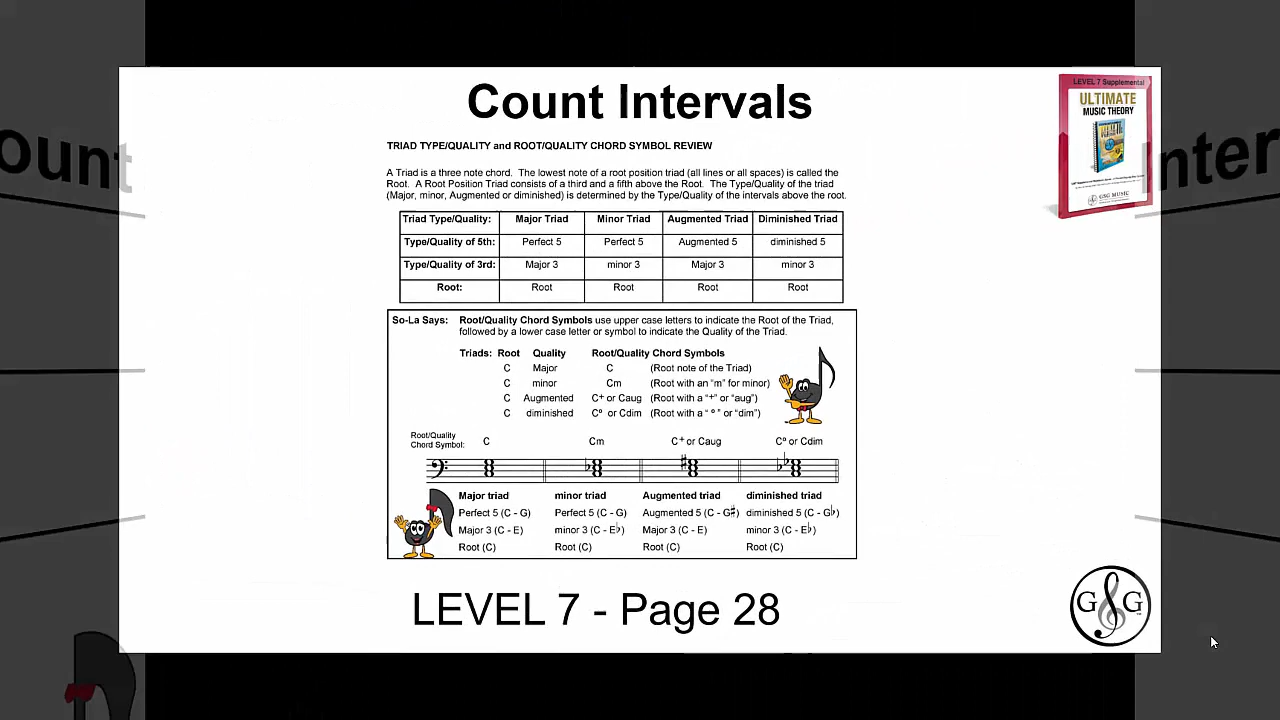 Count Intervals
LEVEL 7 Supplemental
ULTIMATE
MUSIC THEORY
GSG MUSIC
ount
Inter
TRIAD TYPE/QUALITY and ROOT/QUALITY CHORD SYMBOL REVIEW
A Triad is a three note chord. The lowest note of a root position triad (all lines or all spaces) is called the
Root. A Root Position Triad consists of a third and a fifth above the Root. The Type/Quality of the triad
(Major, minor, Augmented or diminished) is determined by the Type/Quality of the intervals above the root.
Triad Type/Quality: Major Triad Minor Triad Augmented Triad Diminished Triad
Type/Quality of 5th: Perfect 5 Perfect 5 Augmented 5 diminished 5
Type/Quality of 3rd: Major 3 minor 3 Major 3 minor 3
Root: Root Root Root Root
So-La Says: Root/Quality Chord Symbols use upper case letters to indicate the Root of the Triad,
followed by a lower case letter or symbol to indicate the Quality of the Triad.
Triads: Root Quality Root/Quality Chord Symbols
C Major C (Root note of the Triad)
C minor Cm (Root with an "m" for minor)
C Augmented C+ or Caug (Root with a "+" or "aug")
C diminished C° or Cdim (Root with a "°" or "dim")
Root/Quality
Chord Symbol: C Cm C+ or Caug C° or Cdim
Major triad minor triad Augmented triad diminished triad
Perfect 5 (C - G) Perfect 5 (C - G) Augmented 5 (C - G♯) diminished 5 (C - G♭)
Major 3 (C - E) minor 3 (C - E♭) Major 3 (C - E) minor 3 (C - E♭)
Root (C) Root (C) Root (C) Root (C)
LEVEL 7 - Page 28
G G